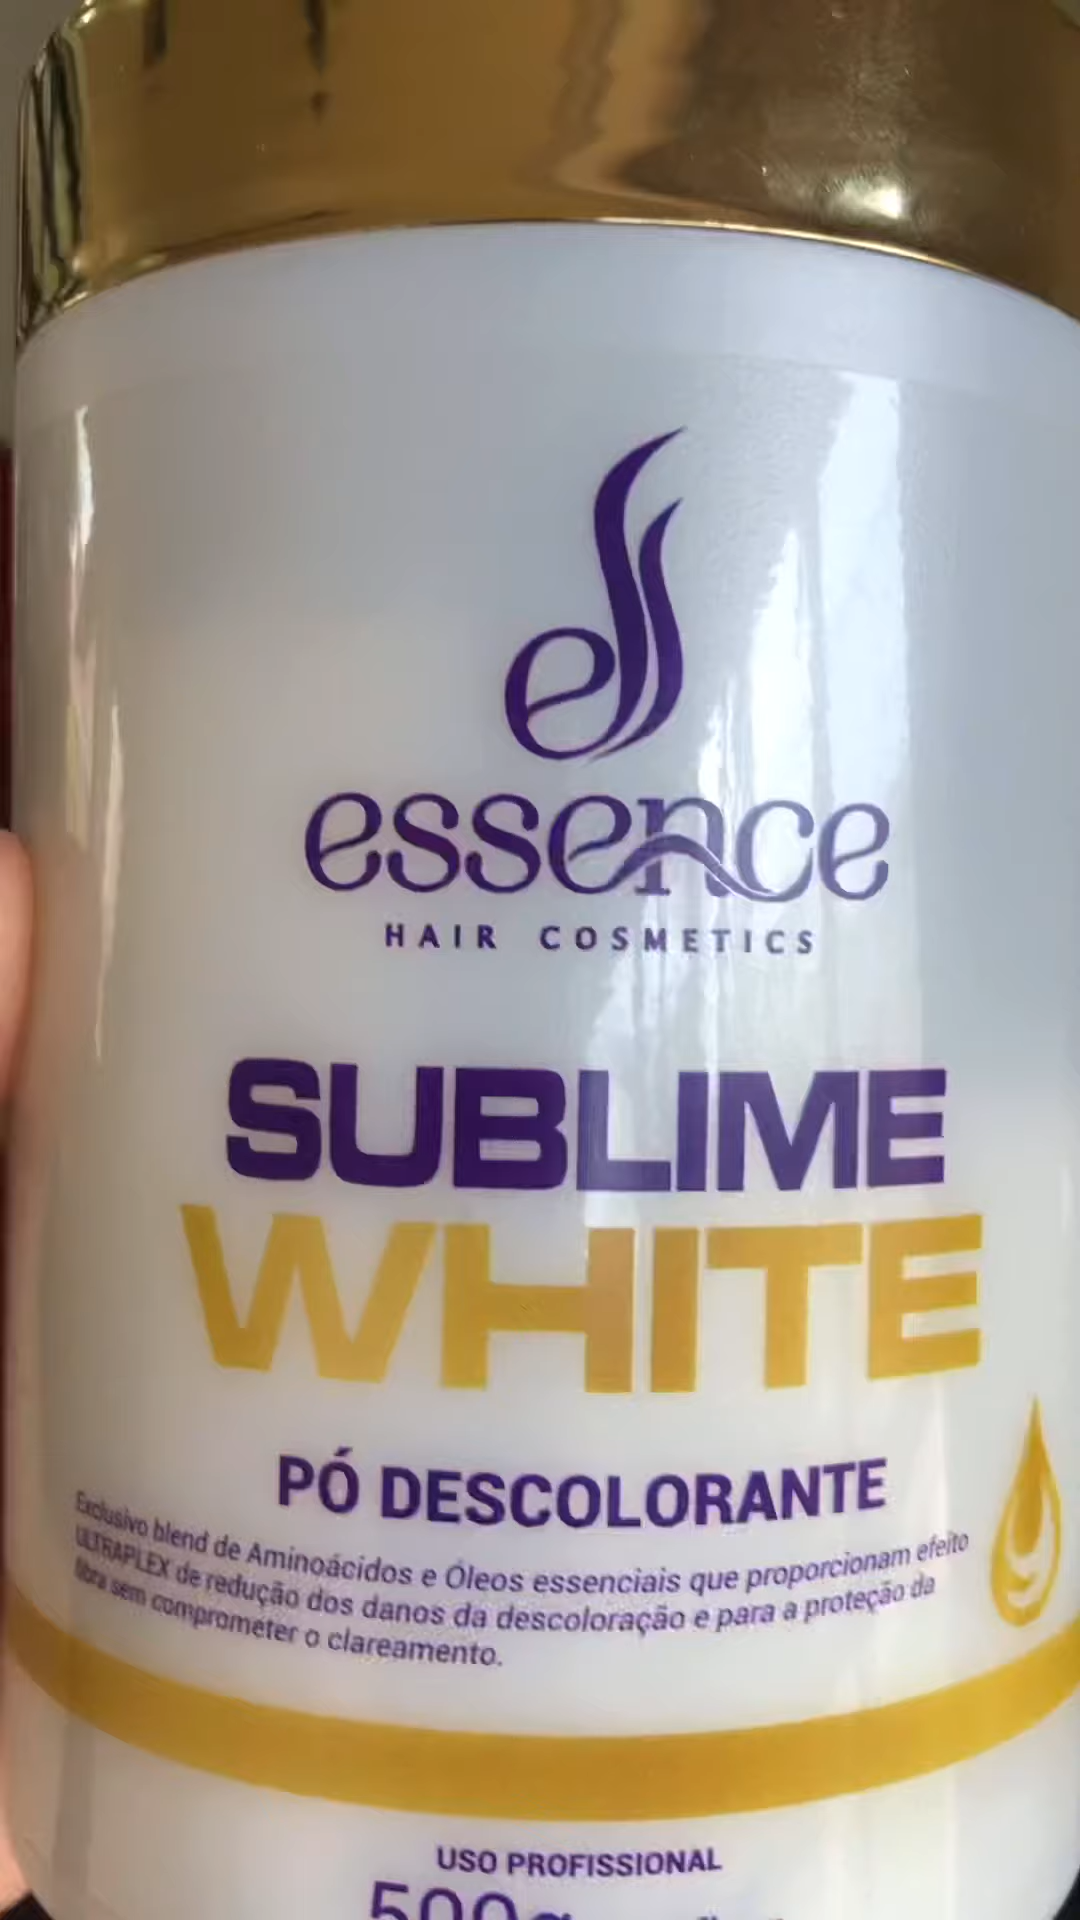 essence
HAIR COSMETICS
SUBLIME
WHITE
PÓ DESCOLORANTE
Exclusivo blend de Aminoácidos e Óleos essenciais que proporcionam efeito
ULTRAPLEX de redução dos danos da descoloração e para a proteção da
fibra sem comprometer o clareamento.
USO PROFISSIONAL
500g